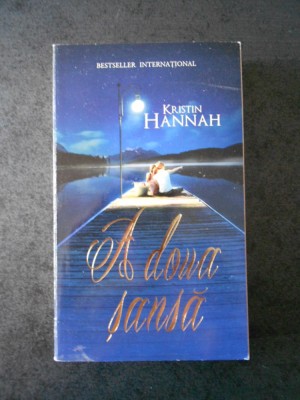 BESTSELLER INTERNAȚIONAL
KRISTIN
HANNAH
A doua
șansă